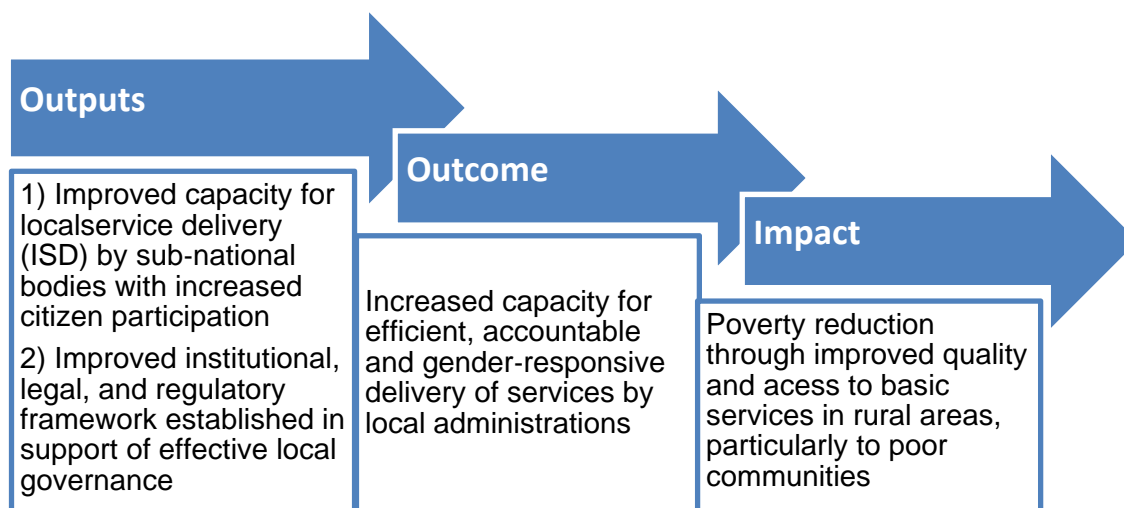 Outputs
1) Improved capacity for
localservice delivery
(ISD) by sub-national
bodies with increased
citizen participation
2) Improved institutional,
legal, and regulatory
framework established in
support of effective local
governance
Outcome
Increased capacity for
efficient, accountable
and gender-responsive
delivery of services by
local administrations
Impact
Poverty reduction
through improved quality
and acess to basic
services in rural areas,
particularly to poor
communities